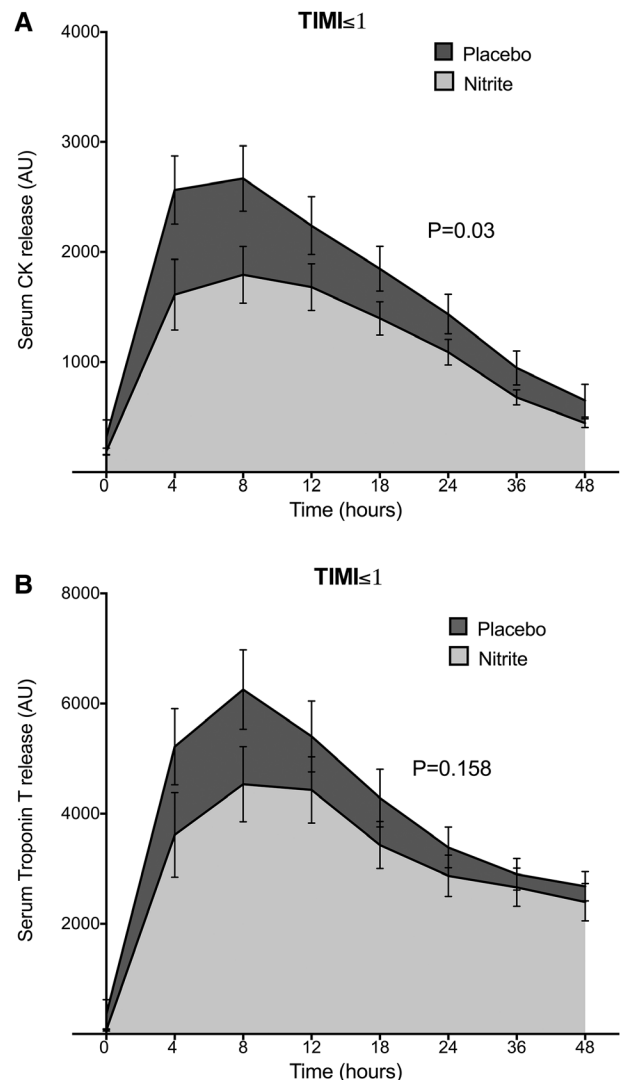 A
TIMI≤1
4000
3000
2000
1000
Serum CK release (AU)
Placebo
Nitrite
P=0.03
0 4 8 12 18 24 36 48
Time (hours)
B
TIMI≤1
8000
6000
4000
2000
Serum Troponin T release (AU)
Placebo
Nitrite
P=0.158
0 4 8 12 18 24 36 48
Time (hours)